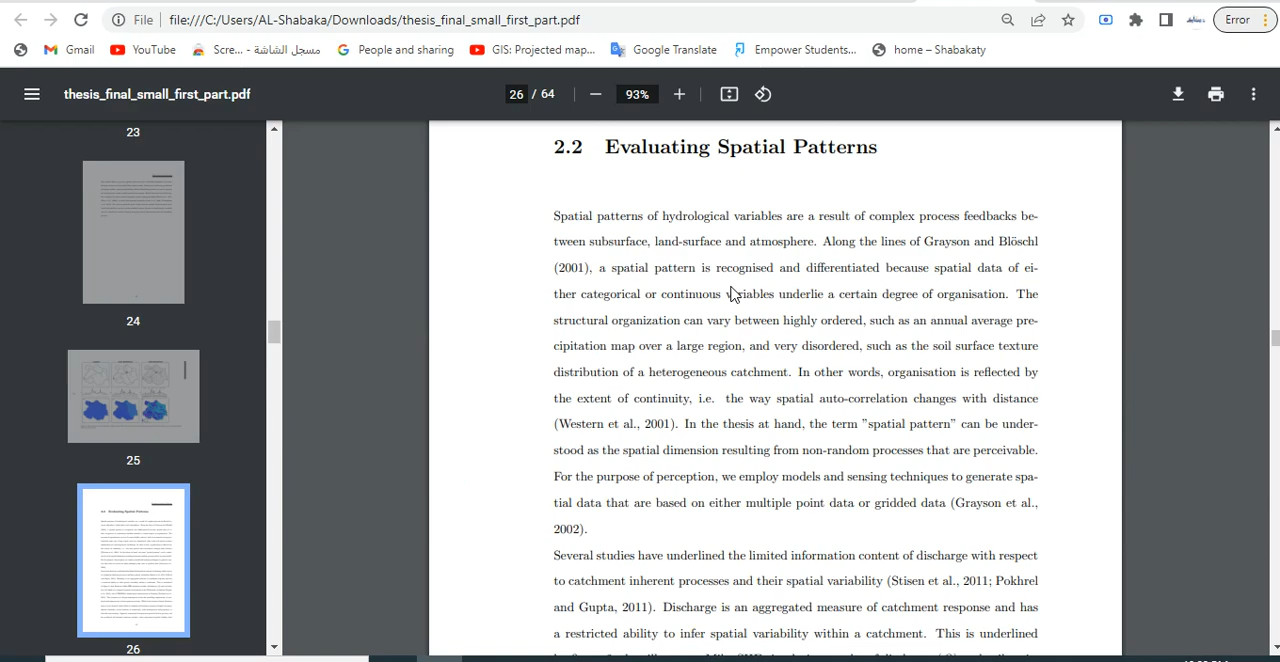 File
file:///C:/Users/AL-Shabaka/Downloads/thesis_final_small_first_part.pdf
Error
Gmail
YouTube
Scre... - مسجل الشاشة
People and sharing
GIS: Projected map...
Google Translate
Empower Students...
home – Shabakaty
thesis_final_small_first_part.pdf
26 / 64
93%
23
24
25
26
2.2 Evaluating Spatial Patterns
Spatial patterns of hydrological variables are a result of complex process feedbacks be-
tween subsurface, land-surface and atmosphere. Along the lines of Grayson and Blöschl
(2001), a spatial pattern is recognised and differentiated because spatial data of ei-
ther categorical or continuous variables underlie a certain degree of organisation. The
structural organization can vary between highly ordered, such as an annual average pre-
cipitation map over a large region, and very disordered, such as the soil surface texture
distribution of a heterogeneous catchment. In other words, organisation is reflected by
the extent of continuity, i.e. the way spatial auto-correlation changes with distance
(Western et al., 2001). In the thesis at hand, the term ”spatial pattern” can be under-
stood as the spatial dimension resulting from non-random processes that are perceivable.
For the purpose of perception, we employ models and sensing techniques to generate spa-
tial data that are based on either multiple point data or gridded data (Grayson et al.,
2002).
Several studies have underlined the limited information content of discharge with respect
to catchment inherent processes and their spatial variability (Stisen et al., 2011; Pokhrel
and Gupta, 2011). Discharge is an aggregated measure of catchment response and has
a restricted ability to infer spatial variability within a catchment. This is underlined